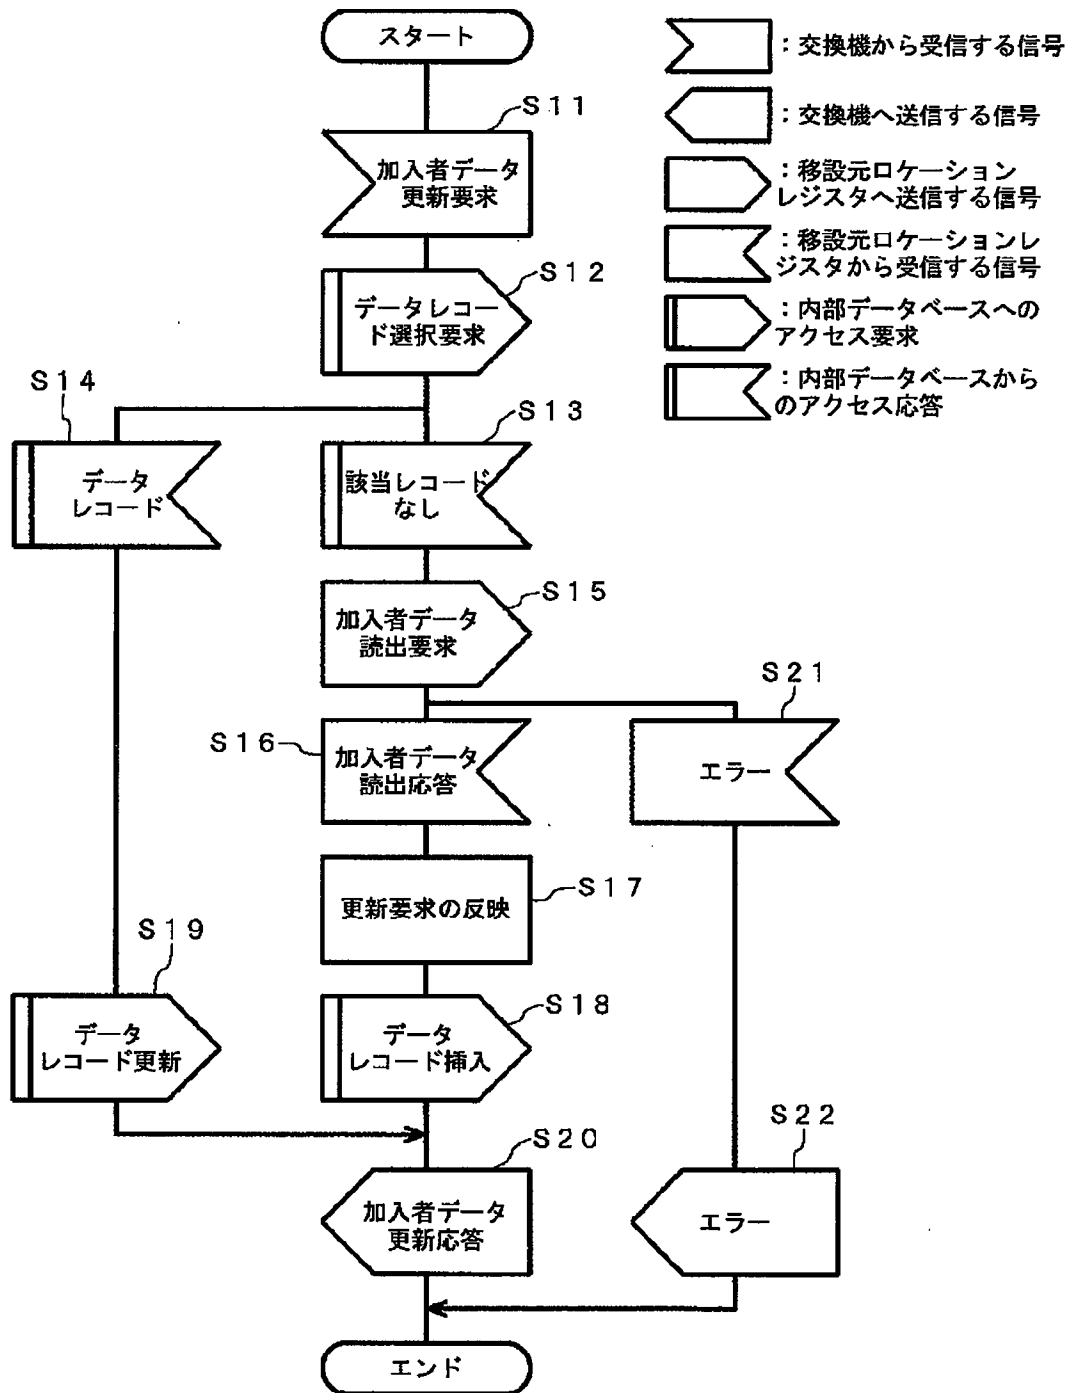 スタート
S11
加入者データ
更新要求
S12
データレコー
ド選択要求
S14
データ
レコード
S13
該当レコード
なし
S15
加入者データ
読出要求
S21
エラー
S16
加入者データ
読出応答
S17
更新要求の反映
S19
データ
レコード更新
S18
データ
レコード挿入
S20
加入者データ
更新応答
S22
エラー
エンド
：交換機から受信する信号
：交換機へ送信する信号
：移設元ロケーション
レジスタへ送信する信号
：移設元ロケーションレ
ジスタから受信する信号
：内部データベースへの
アクセス要求
：内部データベースから
のアクセス応答